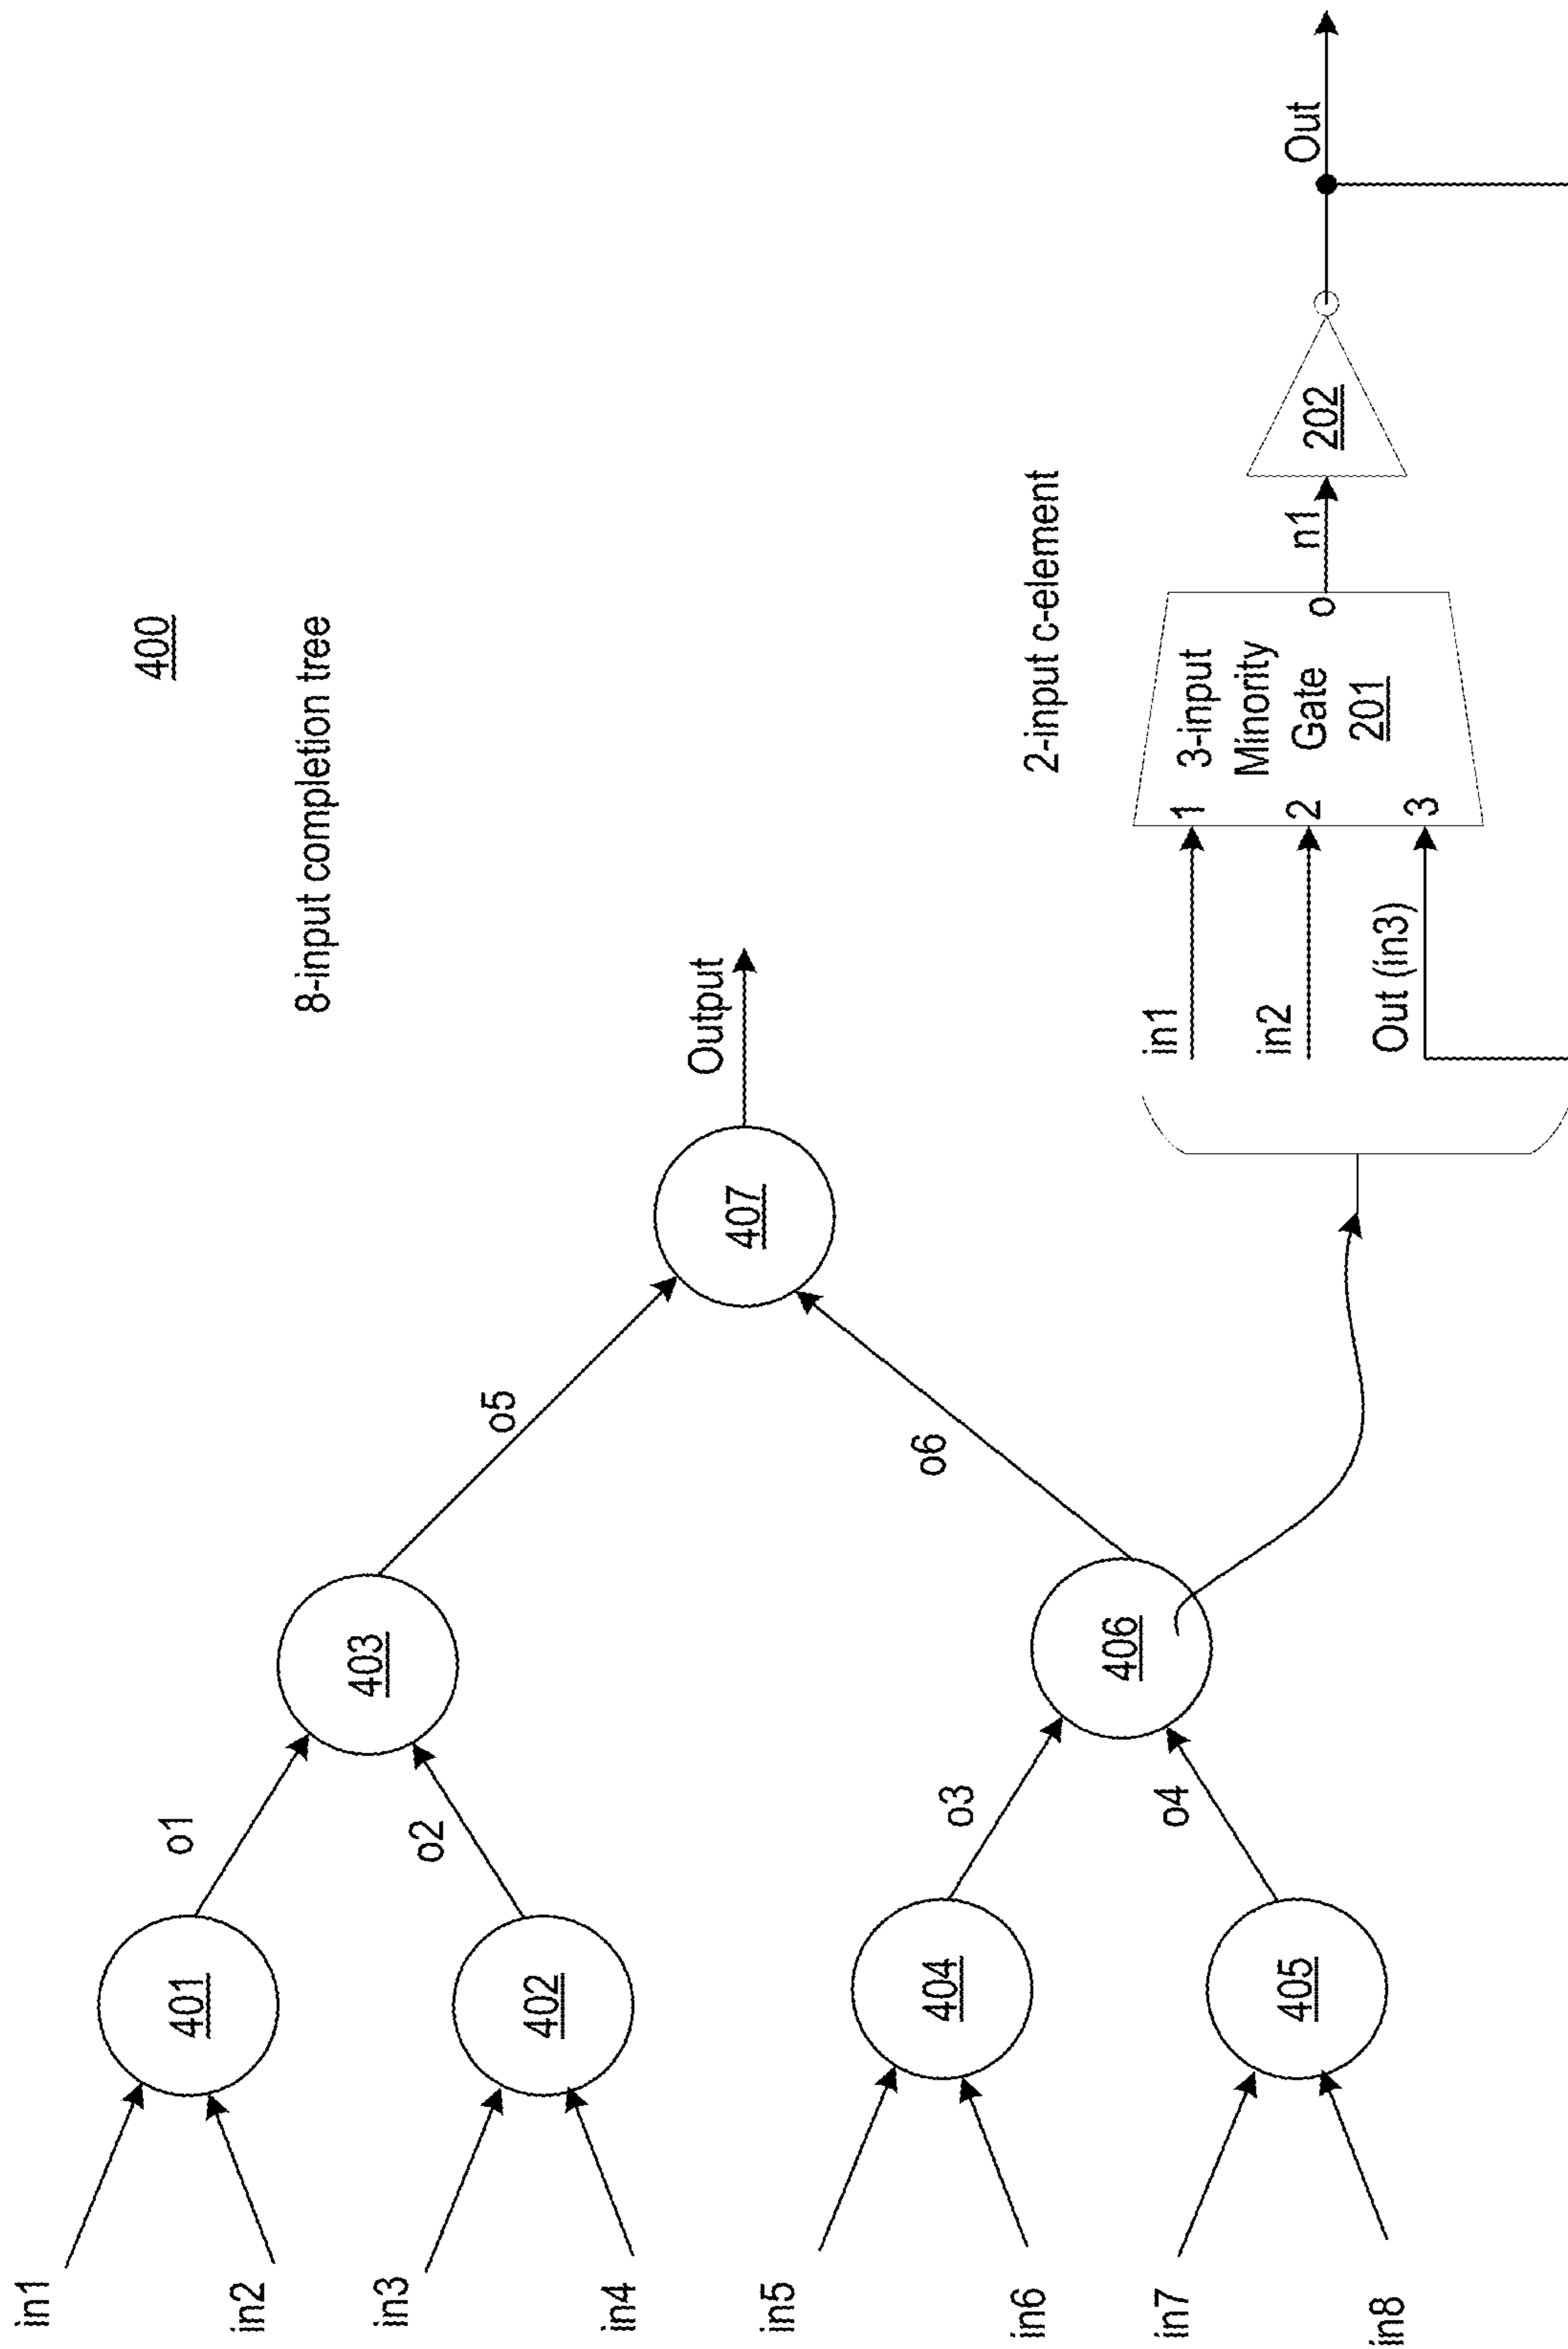 400
8-input completion tree
in1
in2
in3
in4
in5
in6
in7
in8
401
402
404
405
o1
o2
o3
o4
403
406
o5
o6
407
Output
2-input c-element
in1
in2
Out (in3)
1
2
3
3-input
Minority
Gate
201
o
n1
202
Out